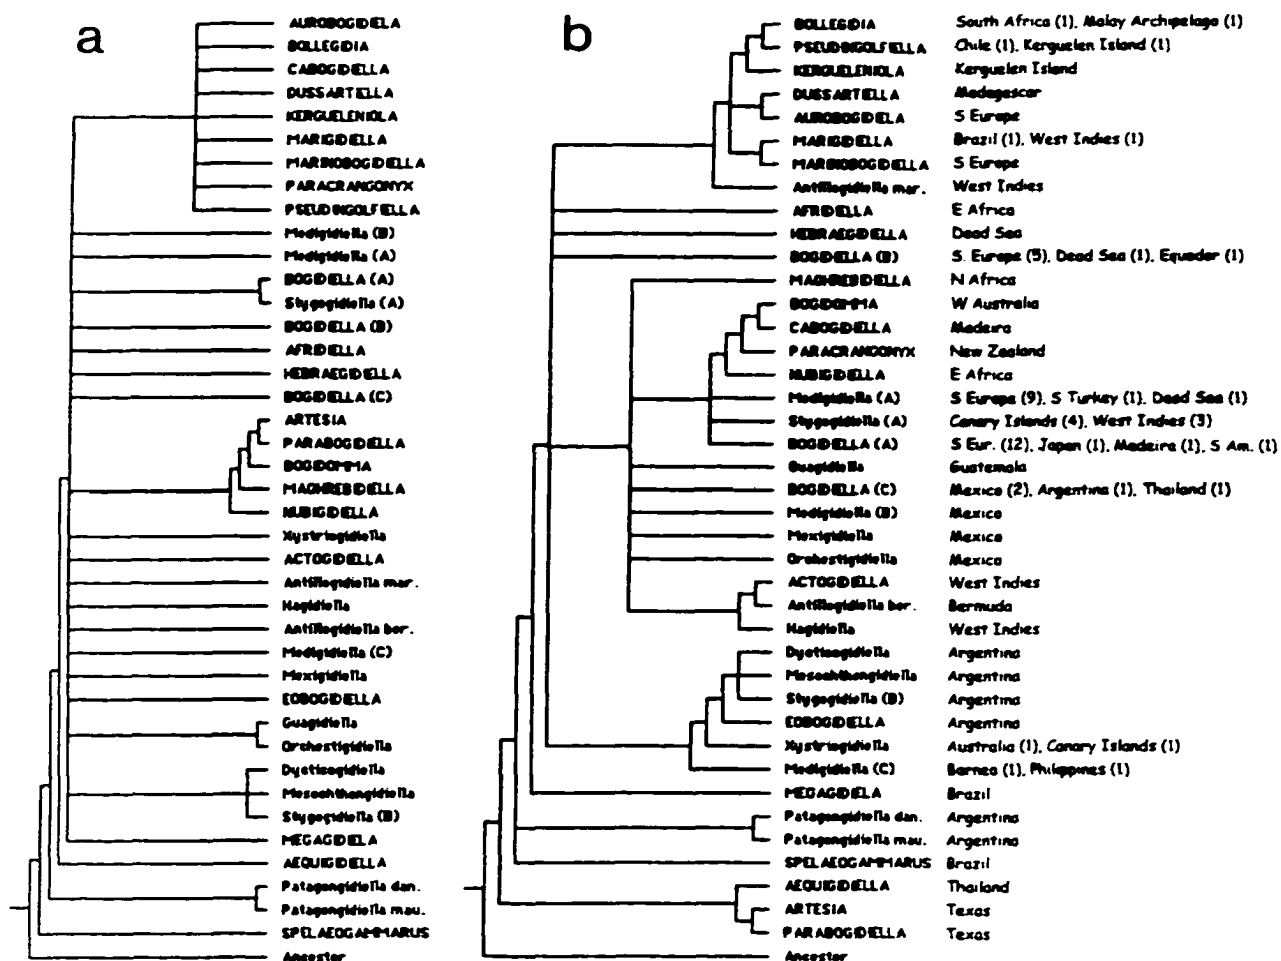 a
AUROBOGIDIELA
BOLLEGIDIA
CABOGIDIELLA
DUSSARTIELLA
KERGUELENIOLA
MARIGIDIELLA
MARINOBOGIDIELLA
PARACRANGONYX
PSEUDINGOLFIELLA
Medigidiella (B)
Medigidiella (A)
BOGIDIELLA (A)
Stygogidiella (A)
BOGIDIELLA (B)
AFRIDIELLA
HEBRAEGIDIELLA
BOGIDIELLA (C)
ARTESIA
PARABOGIDIELLA
BOGIDOMMA
MAGHREBIDIELLA
NUBIGIDIELLA
Xystriogidiella
ACTOGIDIELLA
Antillogidiella mar.
Hagidiella
Antillogidiella ber.
Medigidiella (C)
Mexigidiella
EOBOGIDIELLA
Guagidiella
Orchestigidiella
Dycticogidiella
Mesochthongidiella
Stygogidiella (B)
MEGAGIDIELA
AEQUIGIDIELLA
Patagongidiella dan.
Patagongidiella mau.
SPELAEOGAMMARUS
Ancestor
b
BOLLEGIDIA South Africa (1), Malay Archipelago (1)
PSEUDINGOLFIELLA Chile (1), Kerguelen Island (1)
KERGUELENIOLA Kerguelen Island
DUSSARTIELLA Madagascar
AUROBOGIDIELA S Europe
MARIGIDIELLA Brazil (1), West Indies (1)
MARINOBOGIDIELLA S Europe
Antillogidiella mar. West Indies
AFRIDIELLA E Africa
HEBRAEGIDIELLA Dead Sea
BOGIDIELLA (B) S. Europe (5), Dead Sea (1), Equador (1)
MAGHREBIDIELLA N Africa
BOGIDOMMA W Australia
CABOGIDIELLA Madeira
PARACRANGONYX New Zealand
NUBIGIDIELLA E Africa
Medigidiella (A) S Europe (9), S Turkey (1), Dead Sea (1)
Stygogidiella (A) Canary Islands (4), West Indies (3)
BOGIDIELLA (A) S Eur. (12), Japan (1), Madeira (1), S Am. (1)
Guagidiella Guatemala
BOGIDIELLA (C) Mexico (2), Argentina (1), Thailand (1)
Medigidiella (B) Mexico
Mexigidiella Mexico
Orchestigidiella Mexico
ACTOGIDIELLA West Indies
Antillogidiella ber. Bermuda
Hagidiella West Indies
Dycticogidiella Argentina
Mesochthongidiella Argentina
Stygogidiella (B) Argentina
EOBOGIDIELLA Argentina
Xystriogidiella Australia (1), Canary Islands (1)
Medigidiella (C) Borneo (1), Philippines (1)
MEGAGIDIELA Brazil
Patagongidiella dan. Argentina
Patagongidiella mau. Argentina
SPELAEOGAMMARUS Brazil
AEQUIGIDIELLA Thailand
ARTESIA Texas
PARABOGIDIELLA Texas
Ancestor